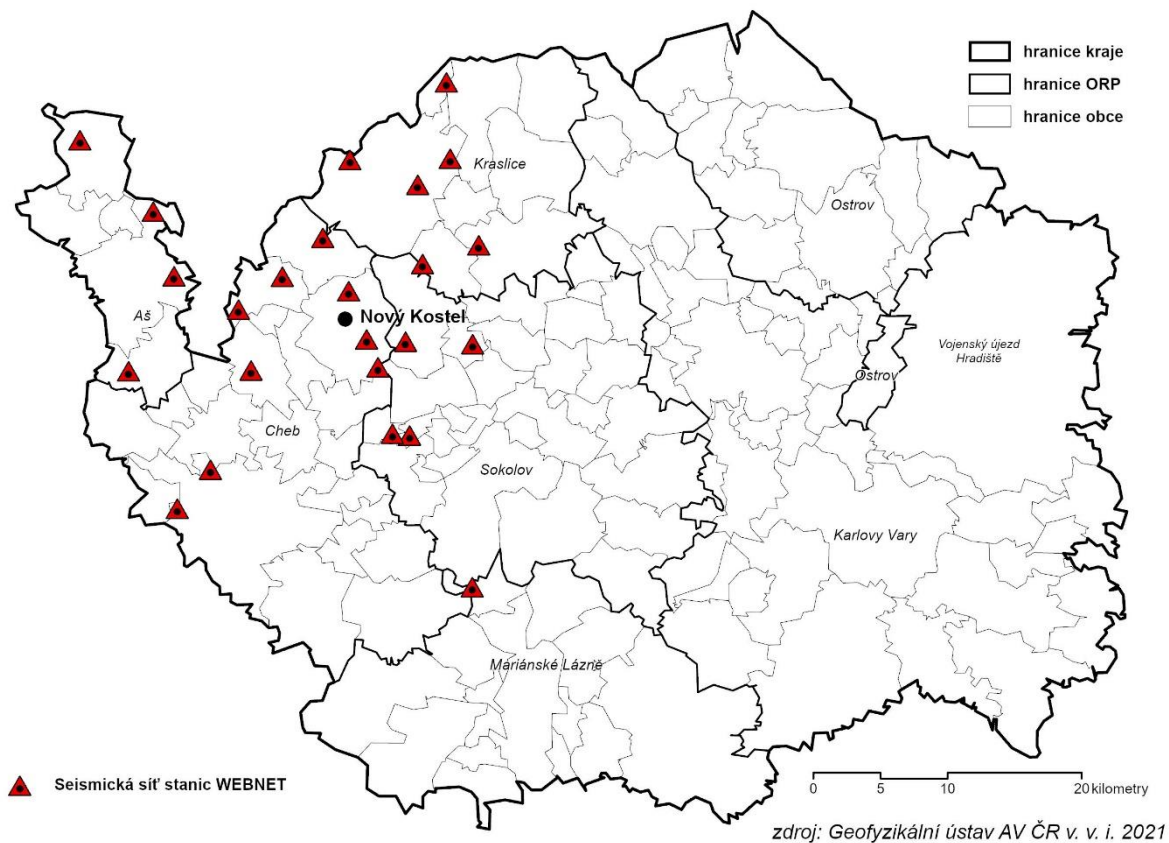 hranice kraje
hranice ORP
hranice obce
Kraslice
Ostrov
Aš
Nový Kostel
Vojenský újezd
Hradiště
Ostrov
Cheb
Sokolov
Karlovy Vary
Mariánské Lázně
Seismická síť stanic WEBNET
0 5 10 20 kilometry
zdroj: Geofyzikální ústav AV ČR v. v. i. 2021